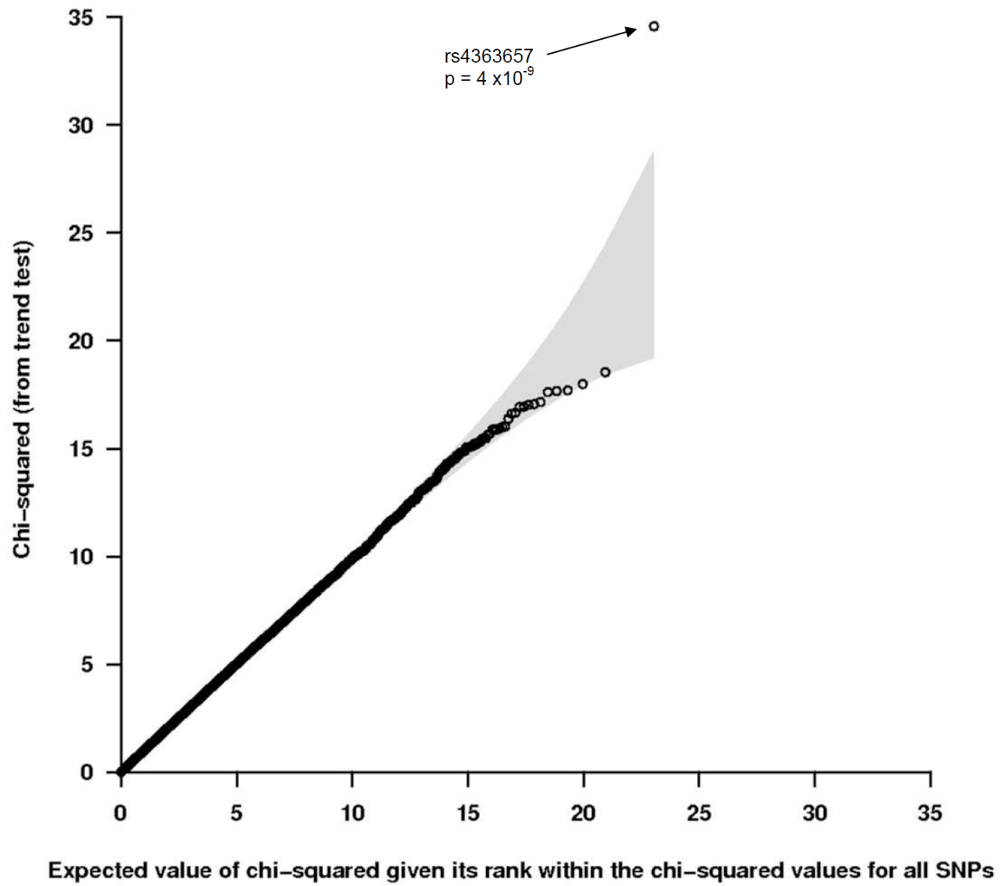 35
rs4363657
p = 4 x10⁻⁹
30
25
20
15
10
5
0
Chi–squared (from trend test)
0 5 10 15 20 25 30 35
Expected value of chi–squared given its rank within the chi–squared values for all SNPs